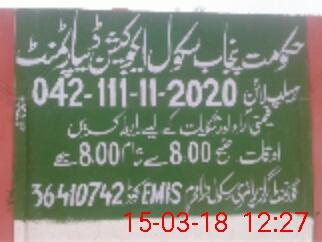 حکومت پنجاب سکول ایجوکیشن ڈیپارٹمنٹ
ہیلپ لائن 042-111-11-2020
قیمتی آراء اور شکایات کے لیے رابطہ کریں
اوقات صبح 8.00 سے شام 8.00 بجے
گورنمنٹ گرلز پرائمری سکول EMIS کوڈ 36410742
15-03-18 12:27